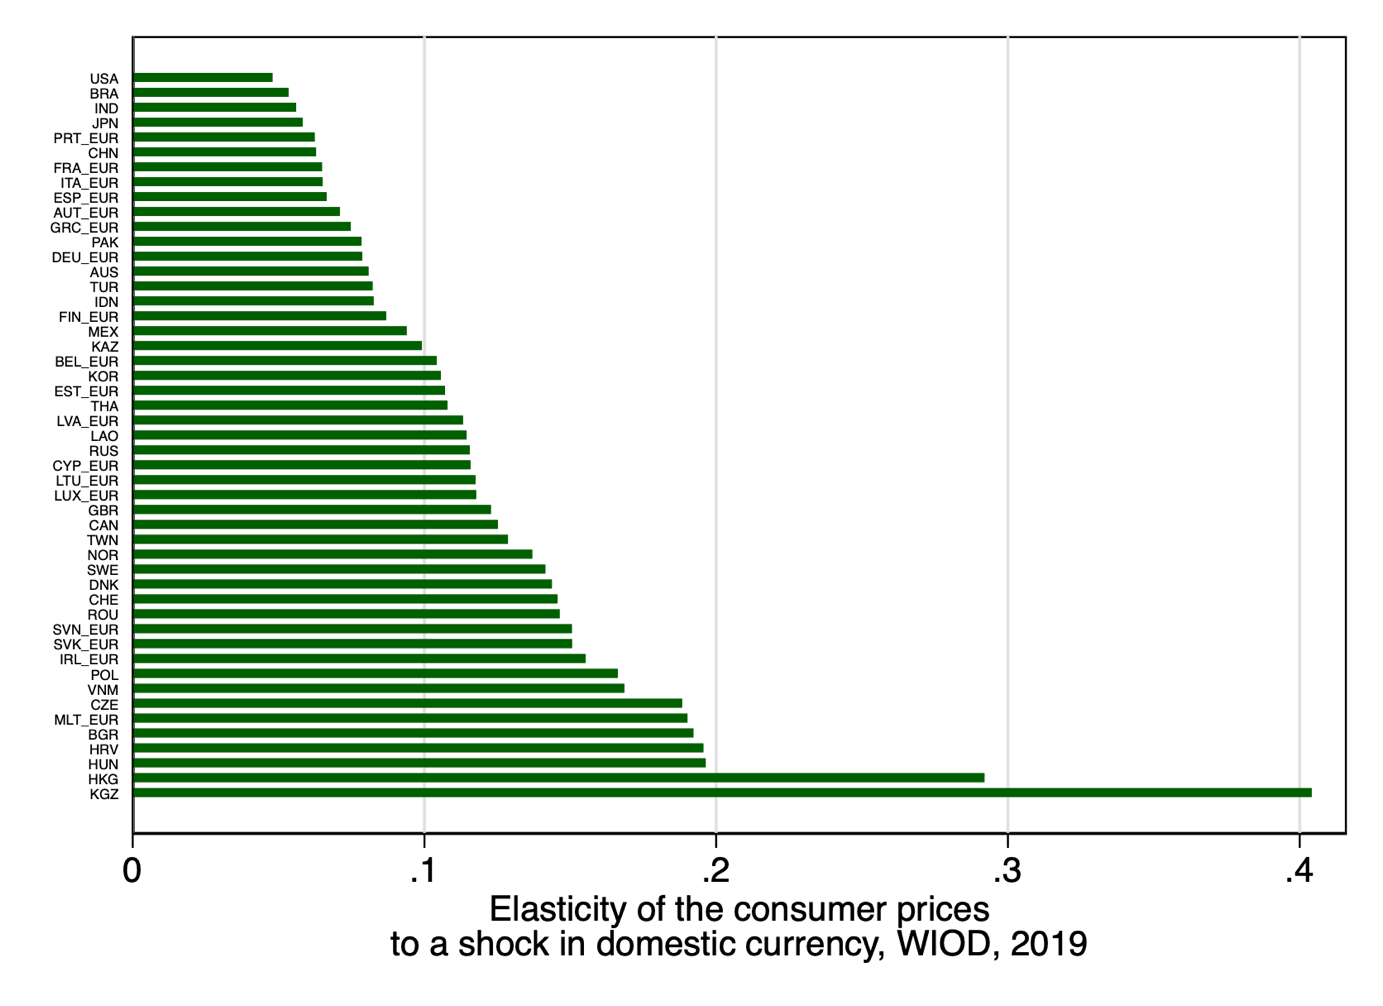 USA
BRA
IND
JPN
PRT_EUR
CHN
FRA_EUR
ITA_EUR
ESP_EUR
AUT_EUR
GRC_EUR
PAK
DEU_EUR
AUS
TUR
IDN
FIN_EUR
MEX
KAZ
BEL_EUR
KOR
EST_EUR
THA
LVA_EUR
LAO
RUS
CYP_EUR
LTU_EUR
LUX_EUR
GBR
CAN
TWN
NOR
SWE
DNK
CHE
ROU
SVN_EUR
SVK_EUR
IRL_EUR
POL
VNM
CZE
MLT_EUR
BGR
HRV
HUN
HKG
KGZ
0 .1 .2 .3 .4
Elasticity of the consumer prices
to a shock in domestic currency, WIOD, 2019